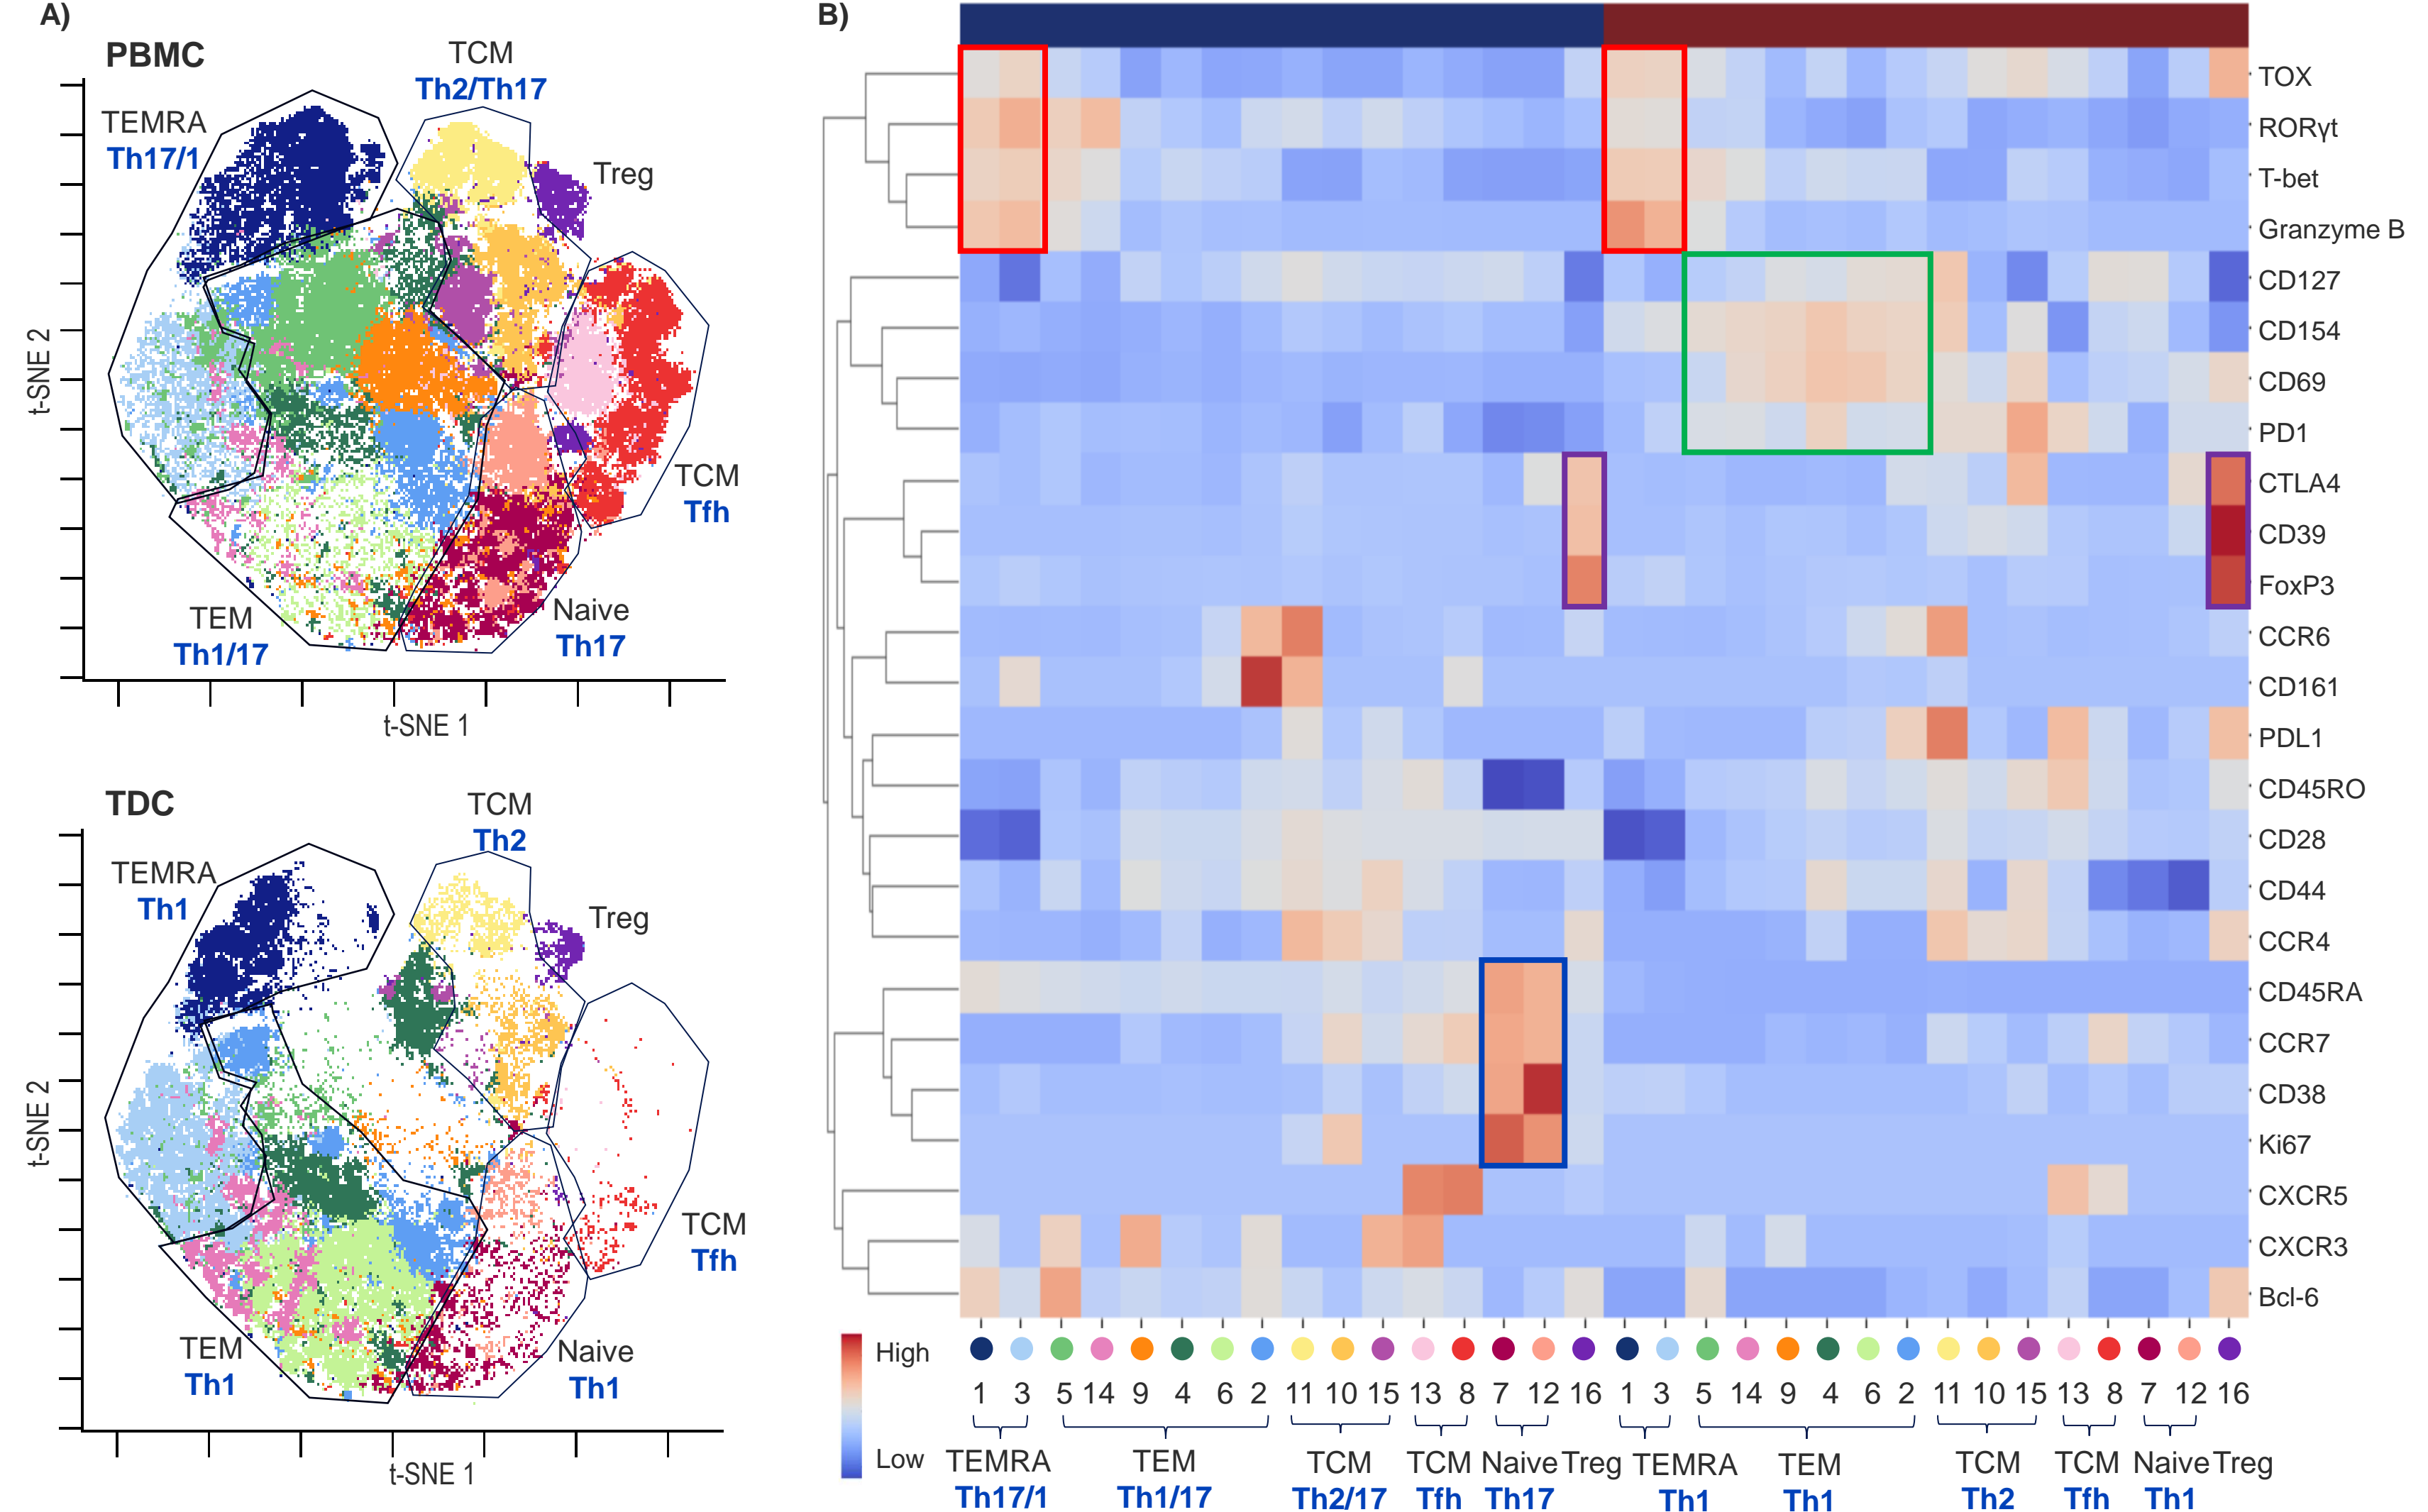 A)
PBMC
TCM
Th2/Th17
TEMRA
Th17/1
Treg
TCM
Tfh
TEM
Th1/17
Naive
Th17
t-SNE 2
t-SNE 1
TDC
TCM
Th2
TEMRA
Th1
Treg
TCM
Tfh
TEM
Th1
Naive
Th1
t-SNE 2
t-SNE 1
B)
TOX
RORγt
T-bet
Granzyme B
CD127
CD154
CD69
PD1
CTLA4
CD39
FoxP3
CCR6
CD161
PDL1
CD45RO
CD28
CD44
CCR4
CD45RA
CCR7
CD38
Ki67
CXCR5
CXCR3
Bcl-6
High
Low
1 3 5 14 9 4 6 2 11 10 15 13 8 7 12 16 1 3 5 14 9 4 6 2 11 10 15 13 8 7 12 16
TEMRA TEM TCM TCM Naive Treg TEMRA TEM TCM TCM Naive Treg
Th17/1 Th1/17 Th2/17 Tfh Th17 Th1 Th1 Th2 Tfh Th1